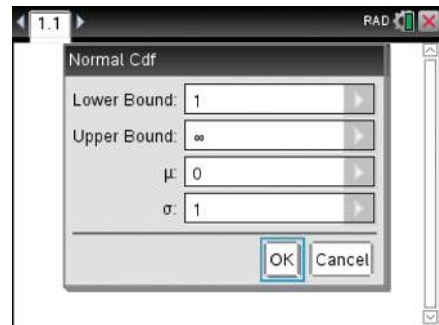 1.1 RAD
Normal Cdf
Lower Bound: 1
Upper Bound: ∞
μ: 0
σ: 1
OK Cancel